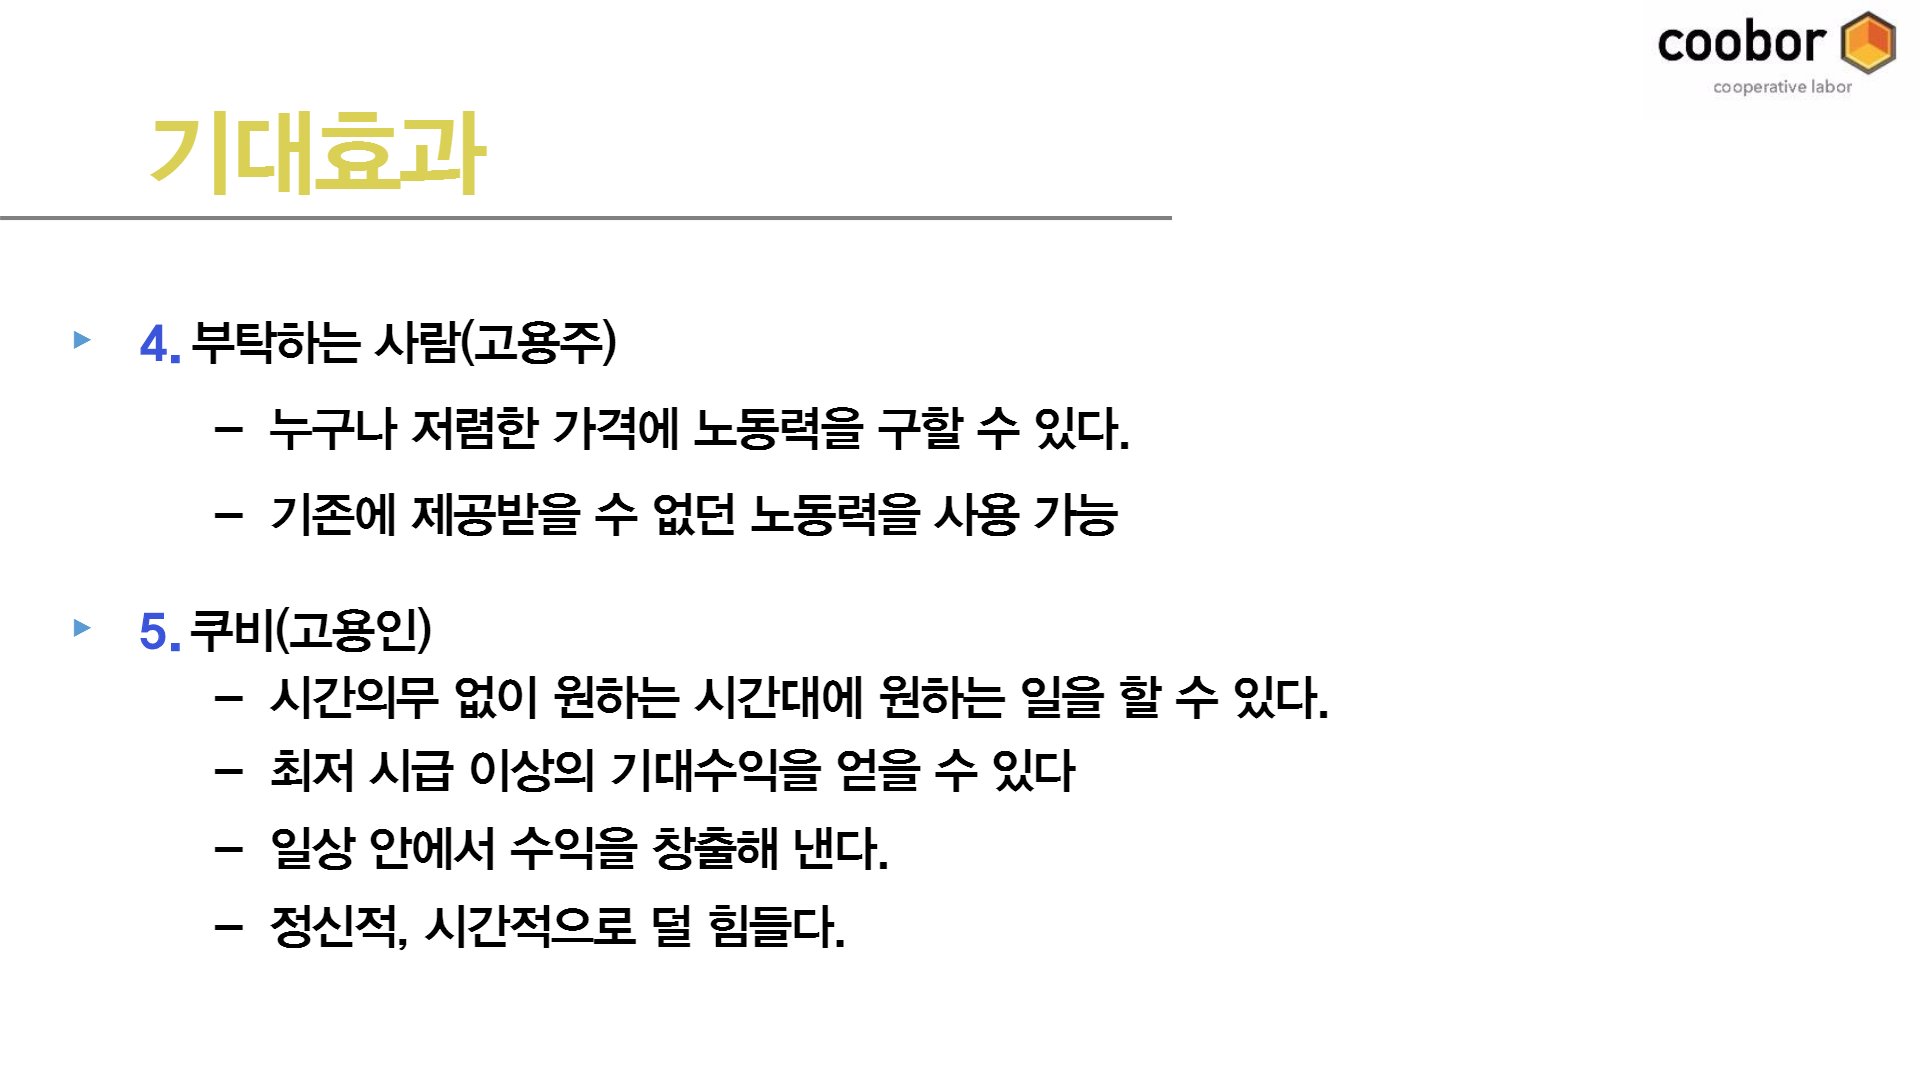 coobor
cooperative labor
기대효과
▸ 4. 부탁하는 사람(고용주)
– 누구나 저렴한 가격에 노동력을 구할 수 있다.
– 기존에 제공받을 수 없던 노동력을 사용 가능
▸ 5. 쿠비(고용인)
– 시간의무 없이 원하는 시간대에 원하는 일을 할 수 있다.
– 최저 시급 이상의 기대수익을 얻을 수 있다
– 일상 안에서 수익을 창출해 낸다.
– 정신적, 시간적으로 덜 힘들다.